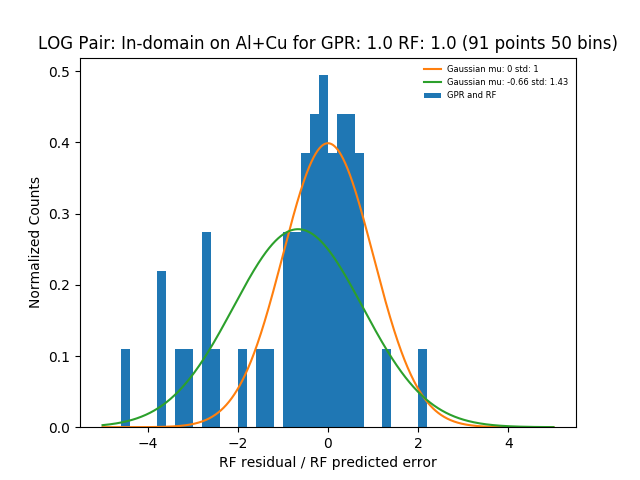 LOG Pair: In-domain on Al+Cu for GPR: 1.0 RF: 1.0 (91 points 50 bins)
Gaussian mu: 0 std: 1
Gaussian mu: -0.66 std: 1.43
GPR and RF
Normalized Counts
0.5
0.4
0.3
0.2
0.1
0.0
−4
−2
0
2
4
RF residual / RF predicted error